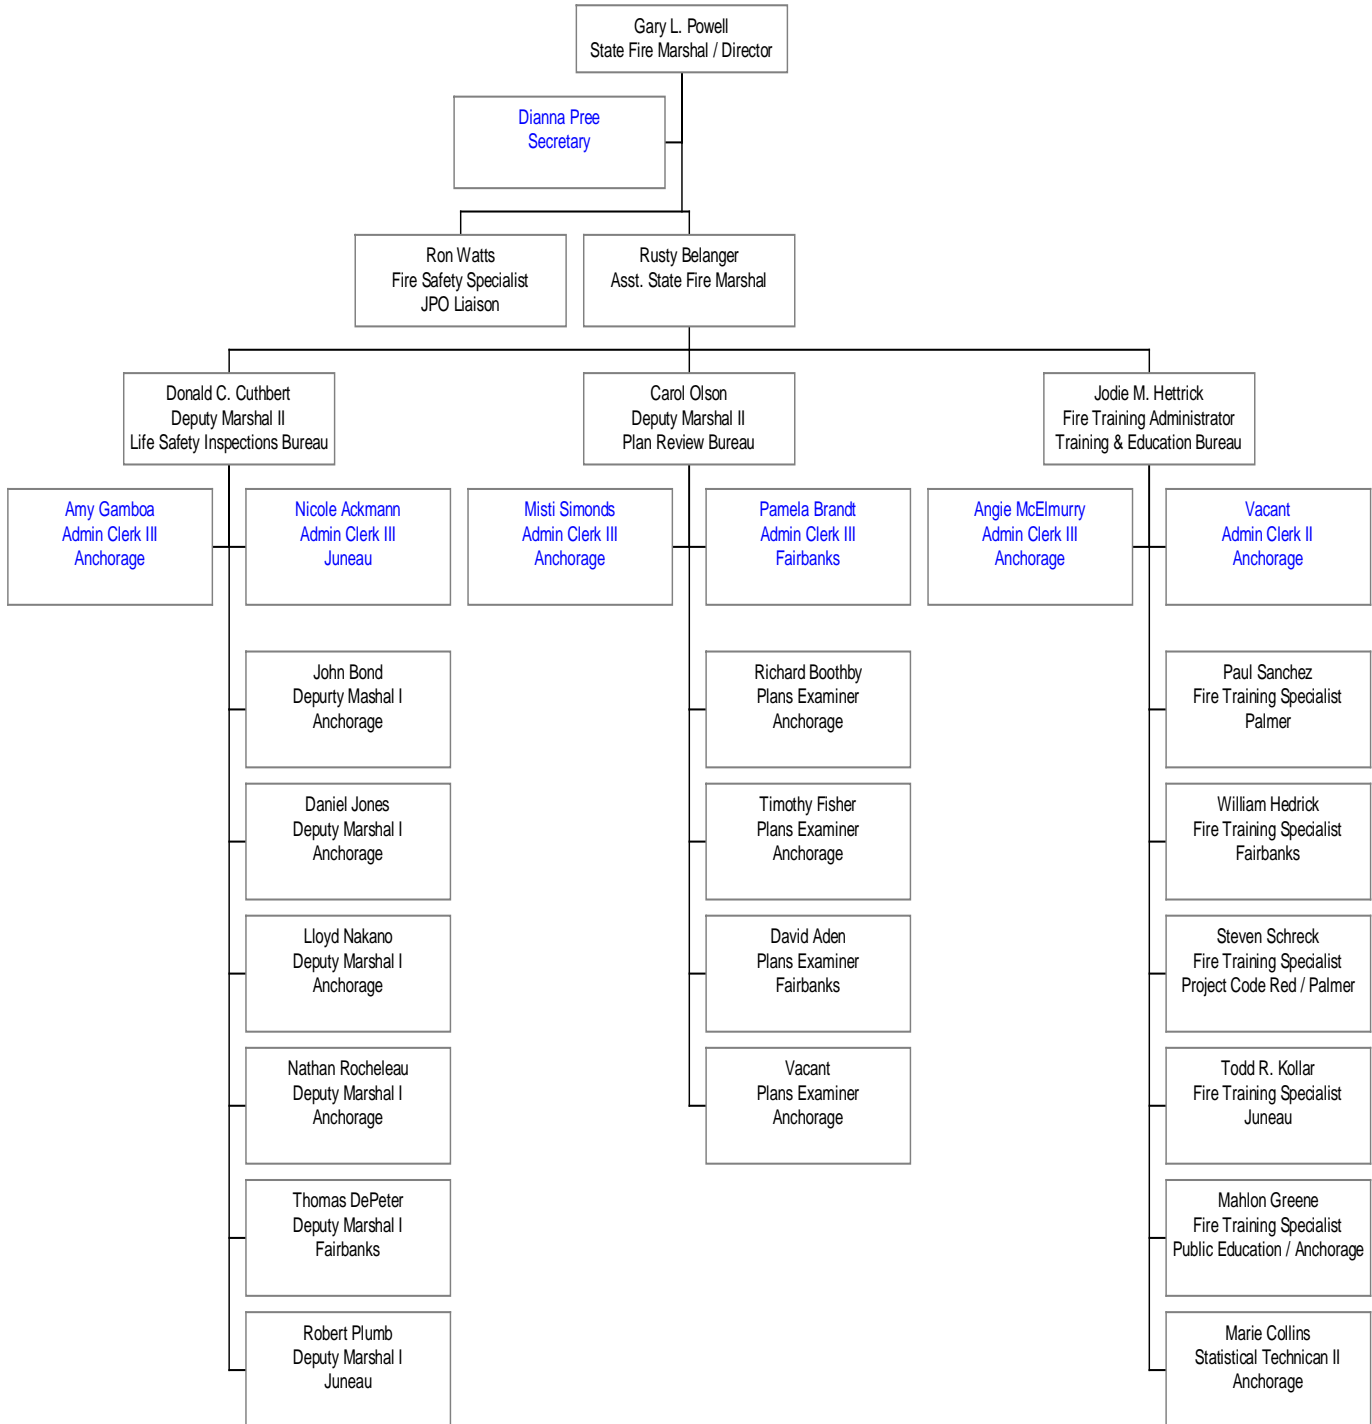 Gary L. Powell
State Fire Marshal / Director
Dianna Pree
Secretary
Ron Watts
Fire Safety Specialist
JPO Liaison
Rusty Belanger
Asst. State Fire Marshal
Donald C. Cuthbert
Deputy Marshal II
Life Safety Inspections Bureau
Carol Olson
Deputy Marshal II
Plan Review Bureau
Jodie M. Hettrick
Fire Training Administrator
Training & Education Bureau
Amy Gamboa
Admin Clerk III
Anchorage
Nicole Ackmann
Admin Clerk III
Juneau
Misti Simonds
Admin Clerk III
Anchorage
Pamela Brandt
Admin Clerk III
Fairbanks
Angie McElmurry
Admin Clerk III
Anchorage
Vacant
Admin Clerk II
Anchorage
John Bond
Depurty Mashal I
Anchorage
Richard Boothby
Plans Examiner
Anchorage
Paul Sanchez
Fire Training Specialist
Palmer
Daniel Jones
Deputy Marshal I
Anchorage
Timothy Fisher
Plans Examiner
Anchorage
William Hedrick
Fire Training Specialist
Fairbanks
Lloyd Nakano
Deputy Marshal I
Anchorage
David Aden
Plans Examiner
Fairbanks
Steven Schreck
Fire Training Specialist
Project Code Red / Palmer
Nathan Rocheleau
Deputy Marshal I
Anchorage
Vacant
Plans Examiner
Anchorage
Todd R. Kollar
Fire Training Specialist
Juneau
Thomas DePeter
Deputy Marshal I
Fairbanks
Mahlon Greene
Fire Training Specialist
Public Education / Anchorage
Robert Plumb
Deputy Marshal I
Juneau
Marie Collins
Statistical Technican II
Anchorage